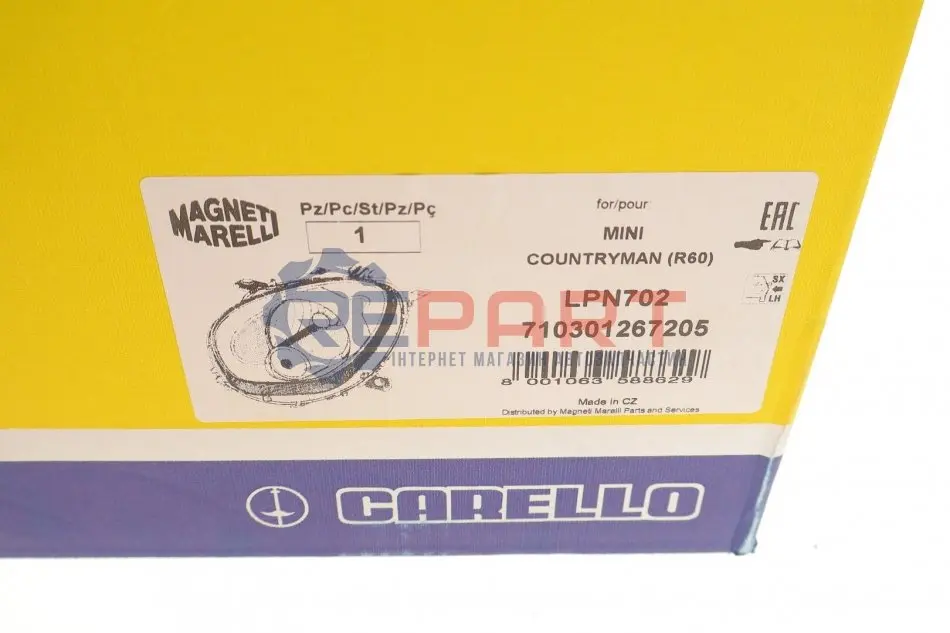 MAGNETI
MARELLI
Pz/Pc/St/Pz/Pç
1
for/pour
MINI
COUNTRYMAN (R60)
EAC
SX
LH
LPN702
710301267205
REPART
ІНТЕРНЕТ МАГАЗИН АВТОЗАПЧАСТИН
8 001063 588629
Made in CZ
Distributed by Magneti Marelli Parts and Services
CARELLO